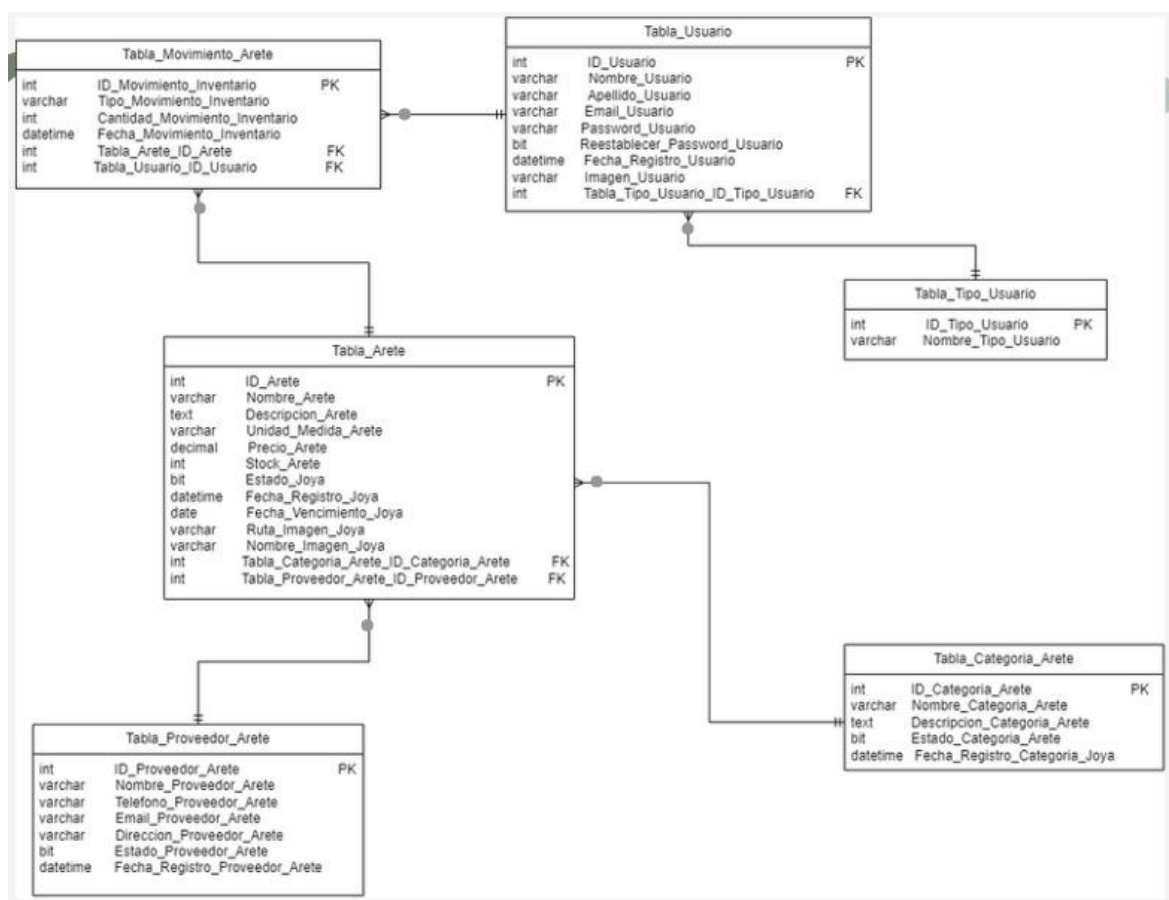 Tabla_Movimiento_Arete
int ID_Movimiento_Inventario PK
varchar Tipo_Movimiento_Inventario
int Cantidad_Movimiento_Inventario
datetime Fecha_Movimiento_Inventario
int Tabla_Arete_ID_Arete FK
int Tabla_Usuario_ID_Usuario FK
Tabla_Usuario
int ID_Usuario PK
varchar Nombre_Usuario
varchar Apellido_Usuario
varchar Email_Usuario
varchar Password_Usuario
bit Reestablecer_Password_Usuario
datetime Fecha_Registro_Usuario
varchar Imagen_Usuario
int Tabla_Tipo_Usuario_ID_Tipo_Usuario FK
Tabla_Tipo_Usuario
int ID_Tipo_Usuario PK
varchar Nombre_Tipo_Usuario
Tabla_Arete
int ID_Arete PK
varchar Nombre_Arete
text Descripcion_Arete
varchar Unidad_Medida_Arete
decimal Precio_Arete
int Stock_Arete
bit Estado_Joya
datetime Fecha_Registro_Joya
date Fecha_Vencimiento_Joya
varchar Ruta_Imagen_Joya
varchar Nombre_Imagen_Joya
int Tabla_Categoria_Arete_ID_Categoria_Arete FK
int Tabla_Proveedor_Arete_ID_Proveedor_Arete FK
Tabla_Categoria_Arete
int ID_Categoria_Arete PK
varchar Nombre_Categoria_Arete
text Descripcion_Categoria_Arete
bit Estado_Categoria_Arete
datetime Fecha_Registro_Categoria_Joya
Tabla_Proveedor_Arete
int ID_Proveedor_Arete PK
varchar Nombre_Proveedor_Arete
varchar Telefono_Proveedor_Arete
varchar Email_Proveedor_Arete
varchar Direccion_Proveedor_Arete
bit Estado_Proveedor_Arete
datetime Fecha_Registro_Proveedor_Arete